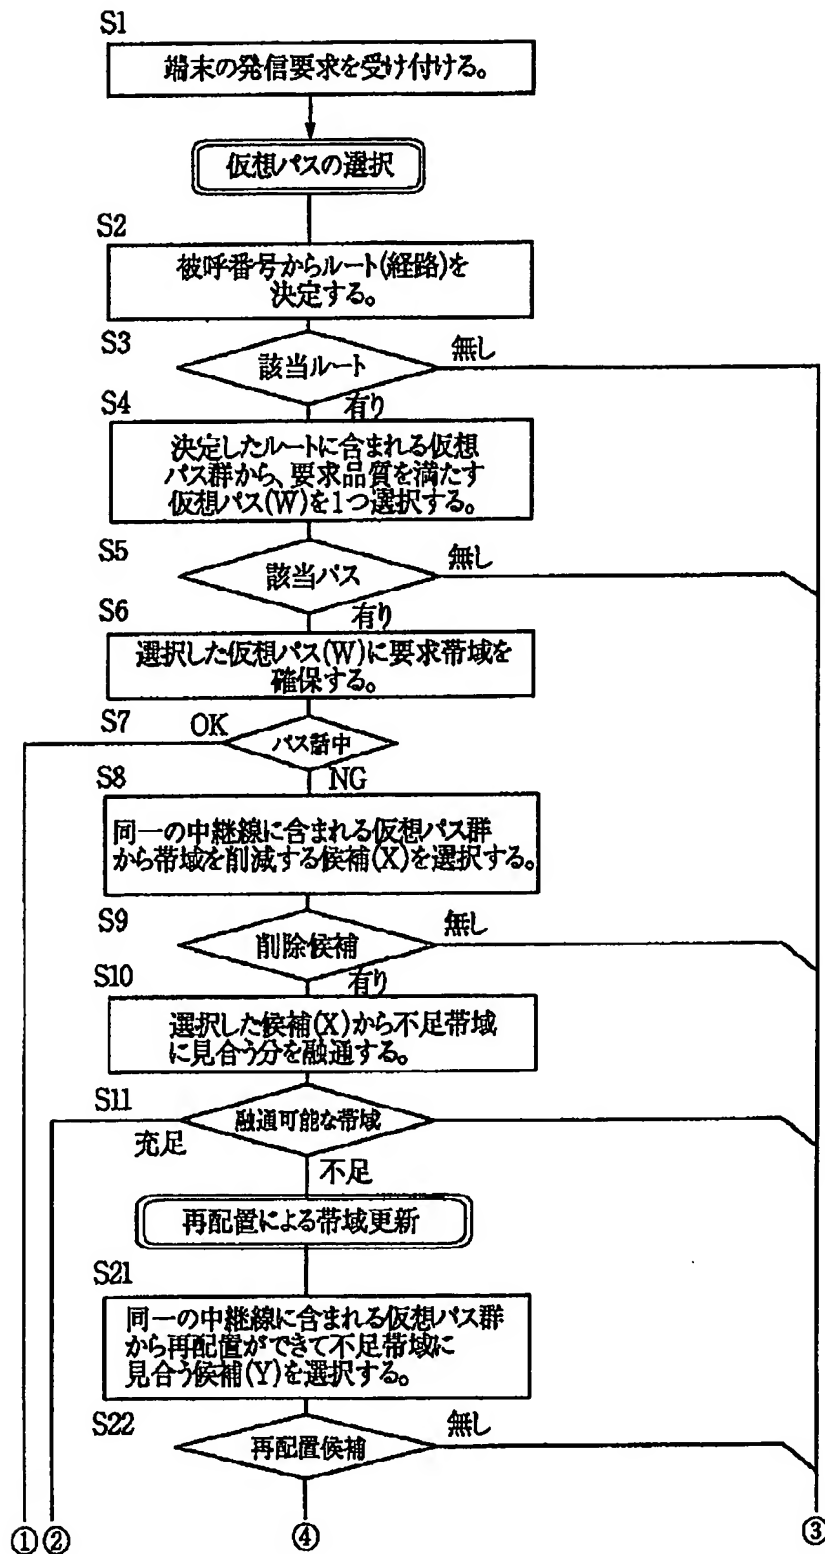 S1
端末の発信要求を受け付ける。
仮想パスの選択
S2
被呼番号からルート(経路)を
決定する。
S3
該当ルート
無し
有り
S4
決定したルートに含まれる仮想
パス群から、要求品質を満たす
仮想パス(W)を1つ選択する。
S5
該当パス
無し
有り
S6
選択した仮想パス(W)に要求帯域を
確保する。
S7
OK
パス話中
NG
S8
同一の中継線に含まれる仮想パス群
から帯域を削減する候補(X)を選択する。
S9
削除候補
無し
有り
S10
選択した候補(X)から不足帯域
に見合う分を融通する。
S11
融通可能な帯域
充足
不足
再配置による帯域更新
S21
同一の中継線に含まれる仮想パス群
から再配置ができて不足帯域に
見合う候補(Y)を選択する。
S22
再配置候補
無し
①②
④
③